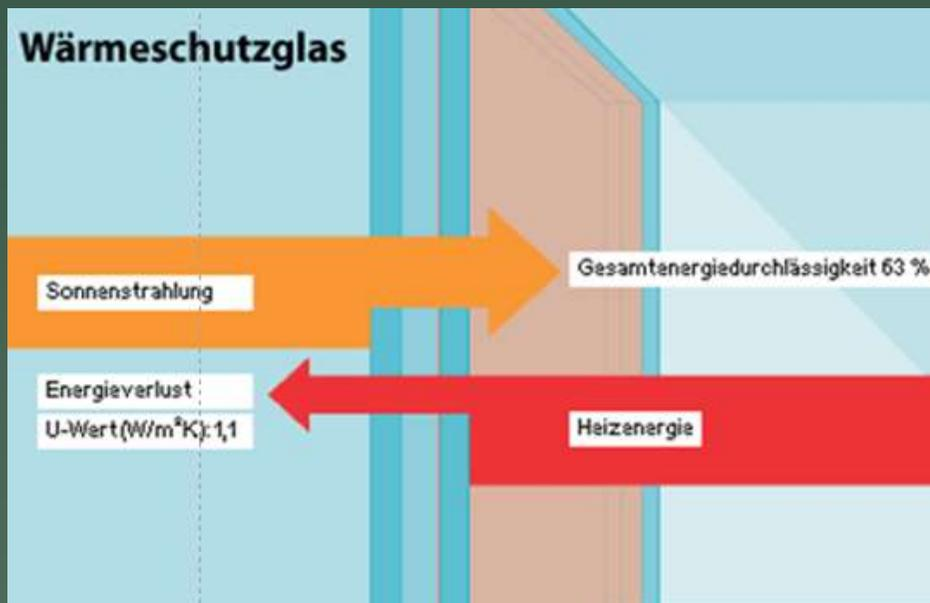 Wärmeschutzglas
Gesamtenergiedurchlässigkeit 63 %
Sonnenstrahlung
Energieverlust
U-Wert(W/m²K):1,1
Heizenergie